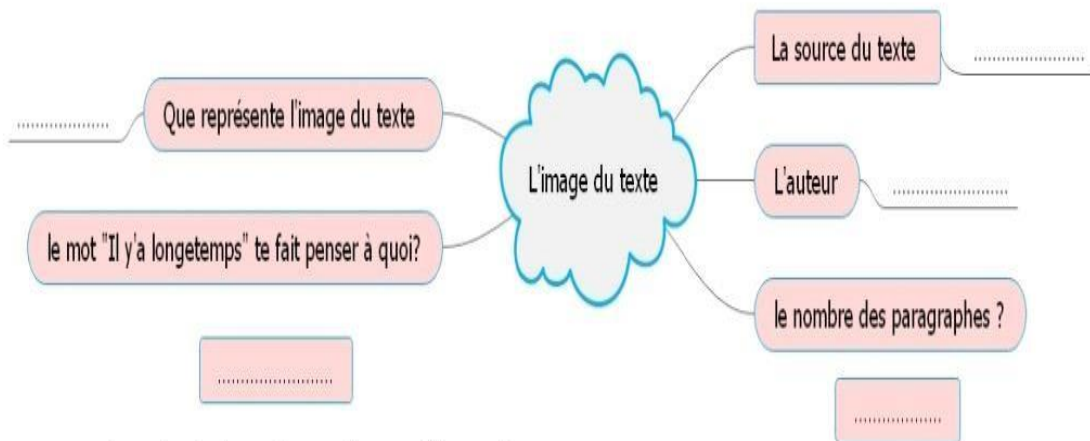 La source du texte
....................
Que représente l'image du texte
.................
L'image du texte
L'auteur
.....................
le mot "Il y'a longetemps" te fait penser à quoi?
le nombre des paragraphes ?
.....................
................